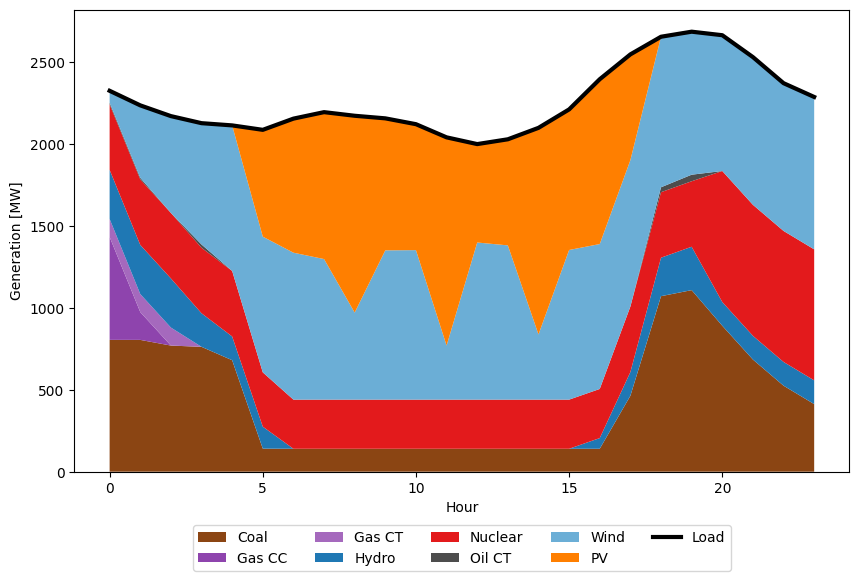 2500
2000
1500
1000
500
0
Generation [MW]
0 5 10 15 20
Hour
Coal Gas CT Nuclear Wind Load
Gas CC Hydro Oil CT PV